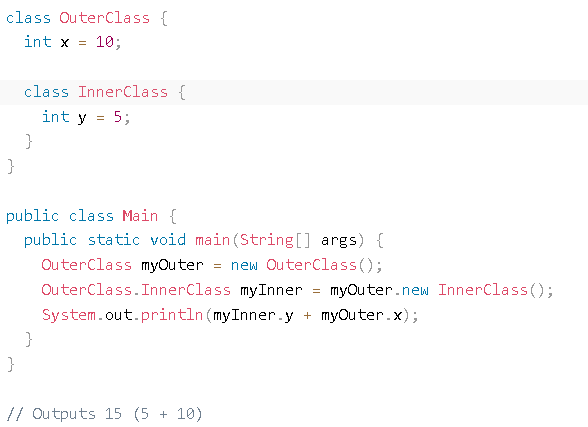 class OuterClass {
  int x = 10;

  class InnerClass {
    int y = 5;
  }
}

public class Main {
  public static void main(String[] args) {
    OuterClass myOuter = new OuterClass();
    OuterClass.InnerClass myInner = myOuter.new InnerClass();
    System.out.println(myInner.y + myOuter.x);
  }
}

// Outputs 15 (5 + 10)